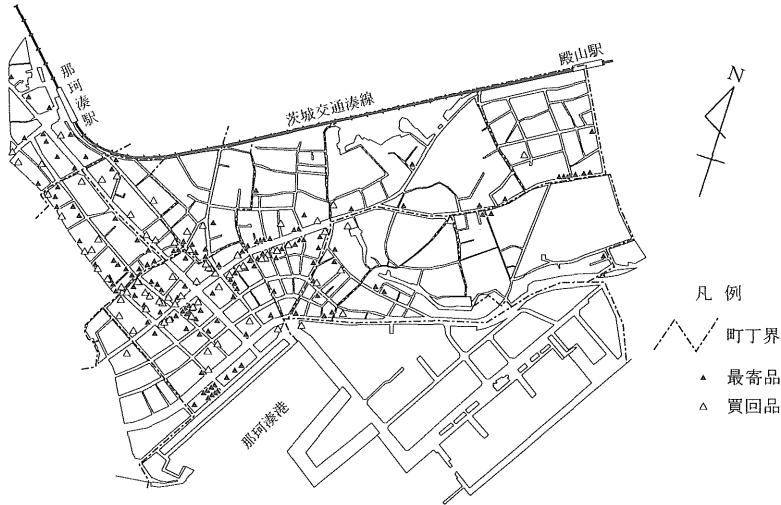 殿山駅
那珂湊駅
茨城交通湊線
N
凡例
町丁界
▲ 最寄品
△ 買回品
那珂湊港